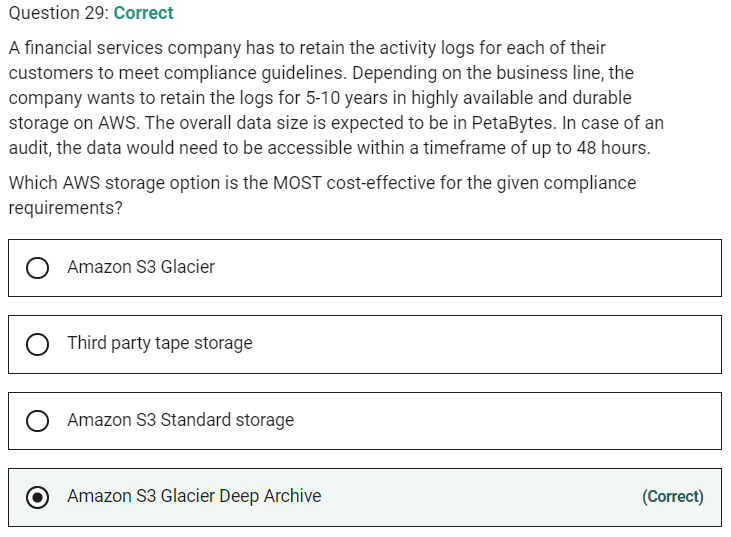 Question 29: Correct
A financial services company has to retain the activity logs for each of their
customers to meet compliance guidelines. Depending on the business line, the
company wants to retain the logs for 5-10 years in highly available and durable
storage on AWS. The overall data size is expected to be in PetaBytes. In case of an
audit, the data would need to be accessible within a timeframe of up to 48 hours.
Which AWS storage option is the MOST cost-effective for the given compliance
requirements?
Amazon S3 Glacier
Third party tape storage
Amazon S3 Standard storage
Amazon S3 Glacier Deep Archive (Correct)